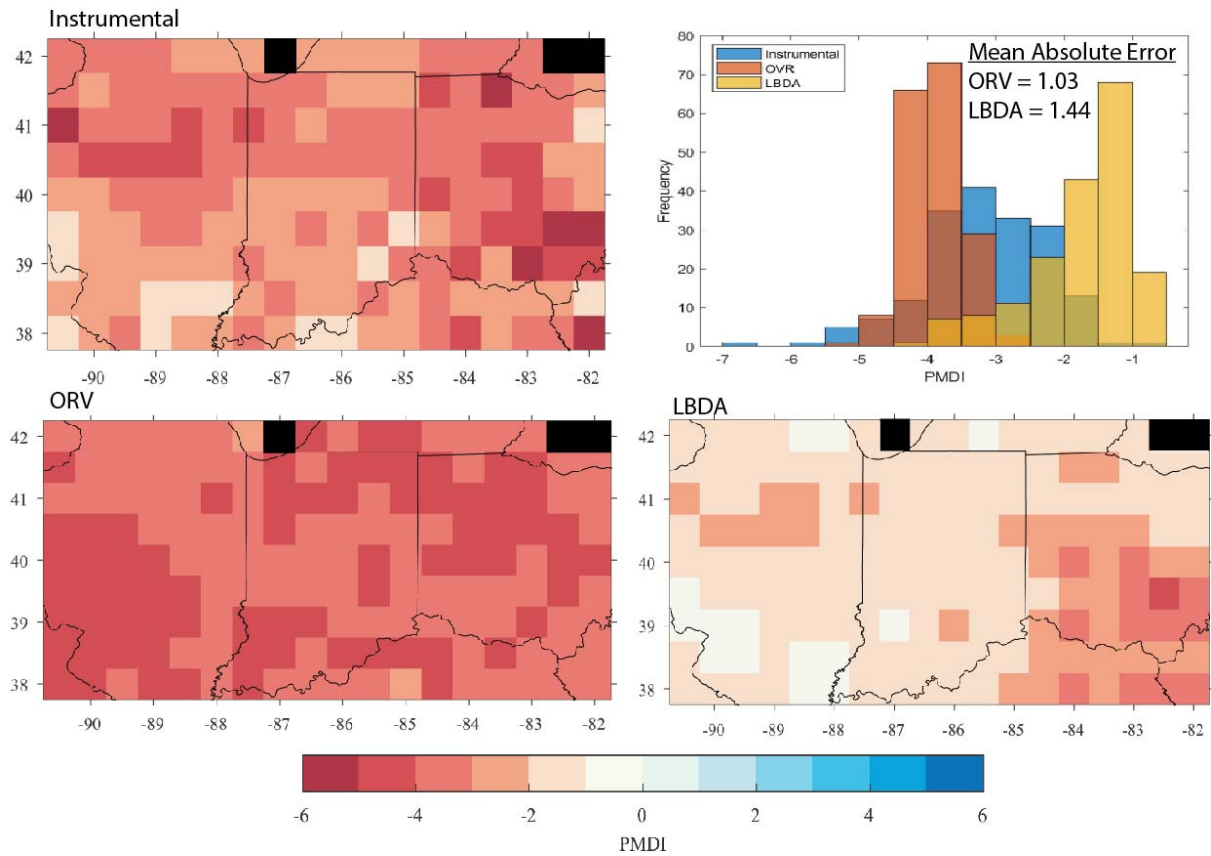 Instrumental
42
41
40
39
38
-90 -89 -88 -87 -86 -85 -84 -83 -82
80
70
60
50
40
30
20
10
0
Frequency
Instrumental
OVR
LBDA
Mean Absolute Error
ORV = 1.03
LBDA = 1.44
-7 -6 -5 -4 -3 -2 -1
PMDI
ORV
42
41
40
39
38
-90 -89 -88 -87 -86 -85 -84 -83 -82
LBDA
42
41
40
39
38
-90 -89 -88 -87 -86 -85 -84 -83 -82
-6 -4 -2 0 2 4 6
PMDI